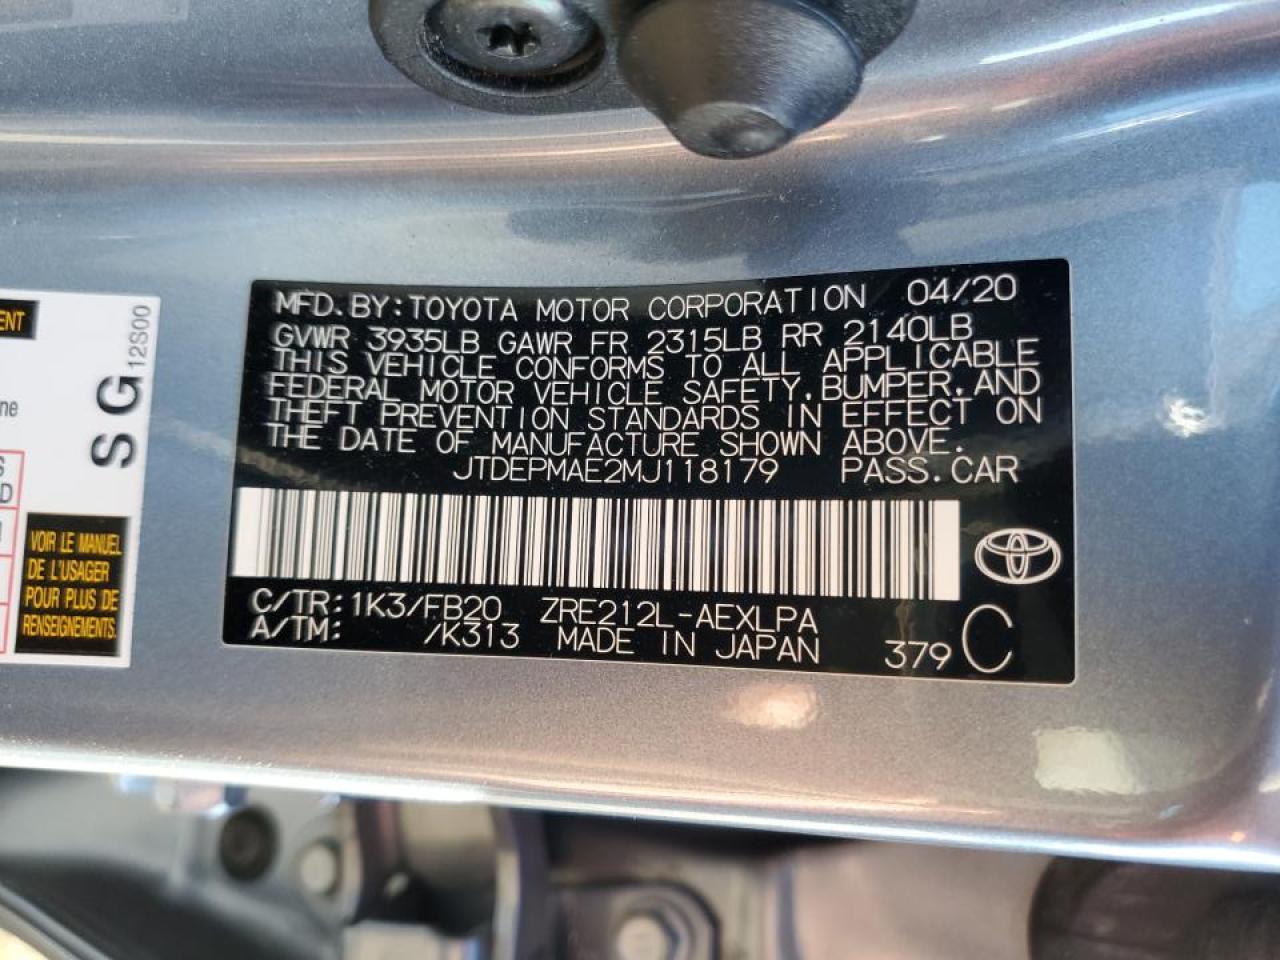 MFD. BY: TOYOTA MOTOR CORPORATION 04/20
GVWR 3935LB GAWR FR 2315LB RR 2140LB
THIS VEHICLE CONFORMS TO ALL APPLICABLE
FEDERAL MOTOR VEHICLE SAFETY, BUMPER, AND
THEFT PREVENTION STANDARDS IN EFFECT ON
THE DATE OF MANUFACTURE SHOWN ABOVE.
JTDEPMAE2MJ118179 PASS. CAR
C/TR: 1K3/FB20 ZRE212L-AEXLPA
A/TM: /K313 MADE IN JAPAN 379 C
ENT
SG 12S00
ne
S
D
VOIR LE MANUEL
DE L'USAGER
POUR PLUS DE
RENSEIGNEMENTS.